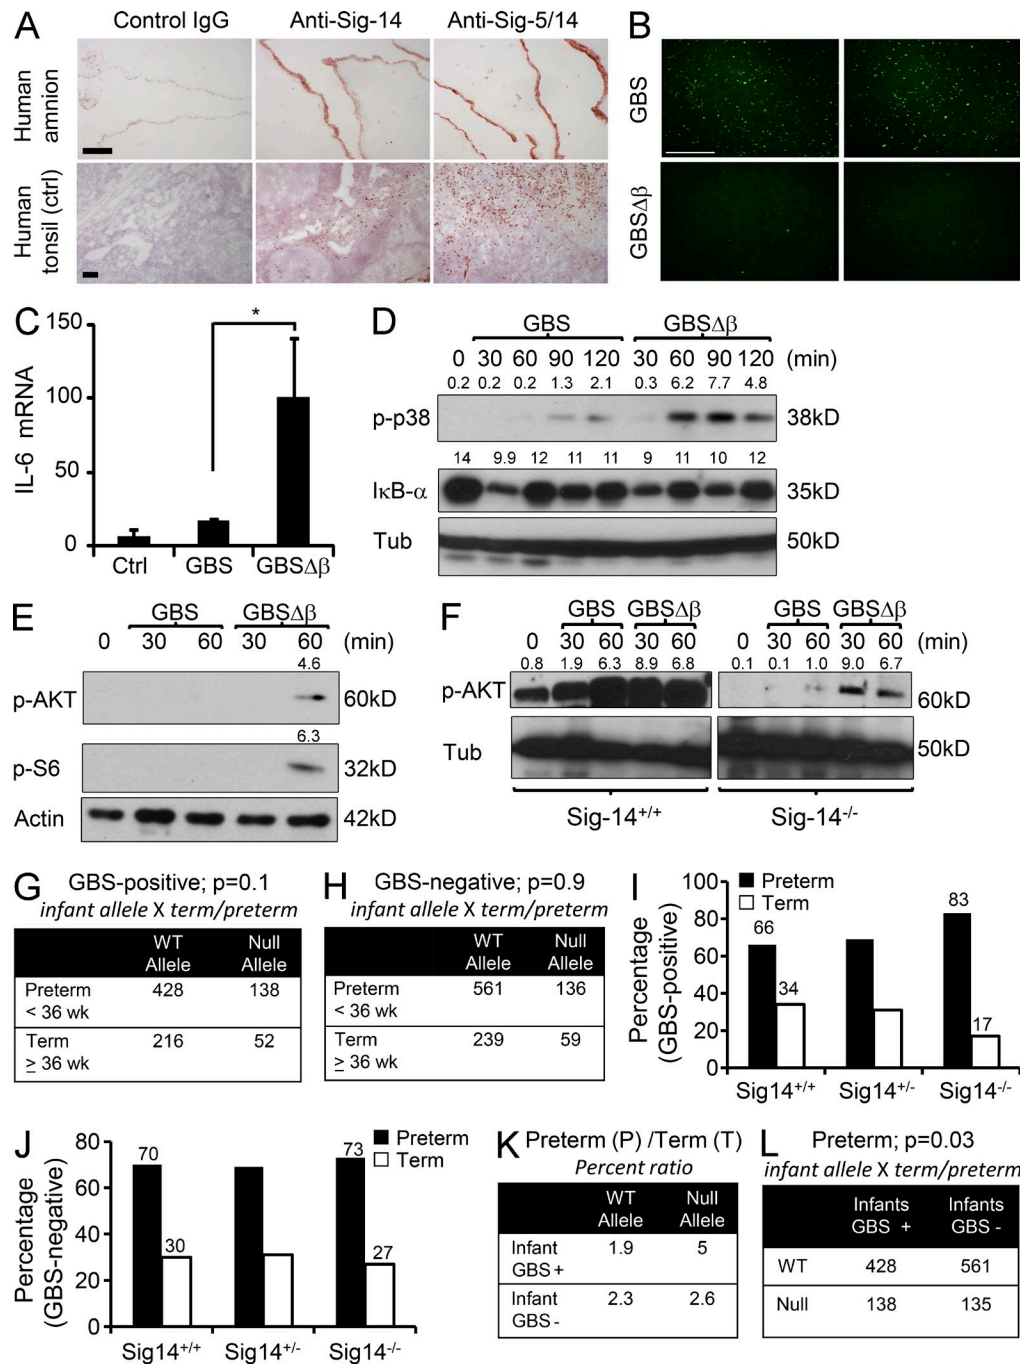 A
Control IgG Anti-Sig-14 Anti-Sig-5/14
Human amnion
Human tonsil (ctrl)
B
GBS
GBSΔβ
C
IL-6 mRNA
150
100
50
0
*
Ctrl GBS GBSΔβ
D
GBS GBSΔβ
0 30 60 90 120 30 60 90 120 (min)
0.2 0.2 0.2 1.3 2.1 0.3 6.2 7.7 4.8
p-p38 38kD
14 9.9 12 11 11 9 11 10 12
IκB-α 35kD
Tub 50kD
E
GBS GBSΔβ
0 30 60 30 60 (min)
4.6
p-AKT 60kD
6.3
p-S6 32kD
Actin 42kD
F
GBS GBSΔβ GBS GBSΔβ
0 30 60 30 60 0 30 60 30 60 (min)
0.8 1.9 6.3 8.9 6.8 0.1 0.1 1.0 9.0 6.7
p-AKT 60kD
Tub 50kD
Sig-14+/+ Sig-14-/-
G GBS-positive; p=0.1
infant allele X term/preterm
WT Allele Null Allele
Preterm 428 138
< 36 wk
Term 216 52
≥ 36 wk
H GBS-negative; p=0.9
infant allele X term/preterm
WT Allele Null Allele
Preterm 561 136
< 36 wk
Term 239 59
≥ 36 wk
I
Percentage (GBS-positive)
100
80
60
40
20
0
Preterm
Term
66 34 83 17
Sig14+/+ Sig14+/- Sig14-/-
J
Percentage (GBS-negative)
80
60
40
20
0
Preterm
Term
70 30 73 27
Sig14+/+ Sig14+/- Sig14-/-
K Preterm (P) /Term (T)
Percent ratio
WT Allele Null Allele
Infant GBS + 1.9 5
Infant GBS - 2.3 2.6
L Preterm; p=0.03
infant allele X term/preterm
Infants GBS + Infants GBS -
WT 428 561
Null 138 135